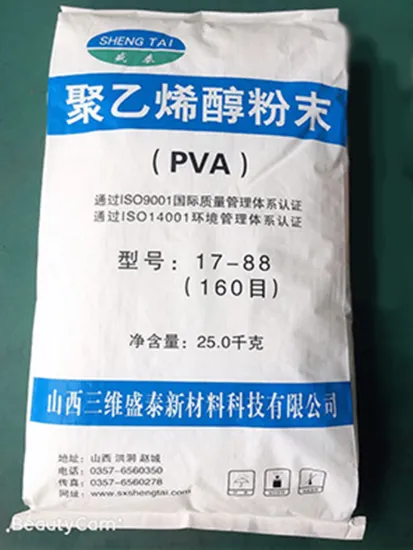 SHENG TAI
盛泰
聚乙烯醇粉末
(PVA)
通过ISO9001国际质量管理体系认证
通过ISO14001环境管理体系认证
型号: 17-88
(160目)
净含量: 25.0千克
山西三维盛泰新材料科技有限公司
地址: 山西 洪洞 赵城
电话: 0357-6560350
传真: 0357-6560278
网址: www.sxshengtai.com
BeautyCam